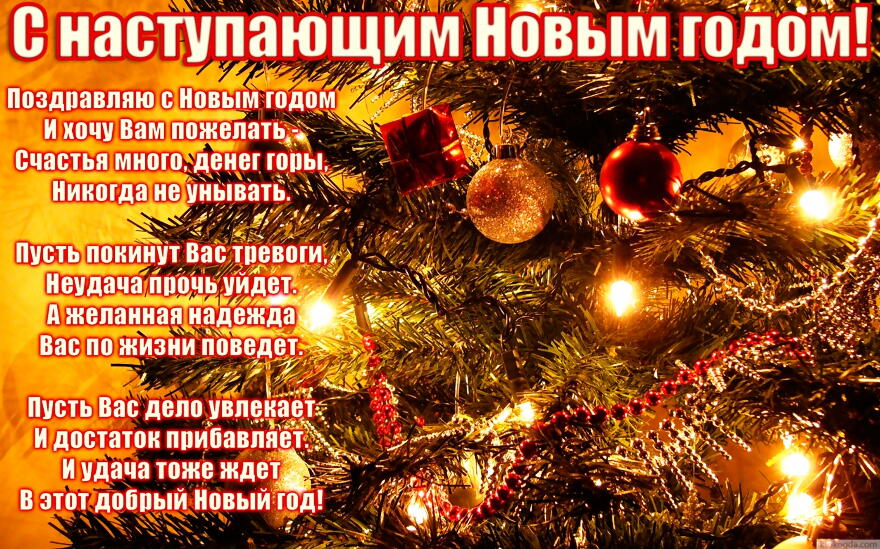 С наступающим Новым годом!
Поздравляю с Новым годом
И хочу Вам пожелать -
Счастья много, денег горы,
Никогда не унывать.
Пусть покинут Вас тревоги,
Неудача прочь уйдет.
А желанная надежда
Вас по жизни поведет.
Пусть Вас дело увлекает
И достаток прибавляет.
И удача тоже ждет
В этот добрый Новый год!